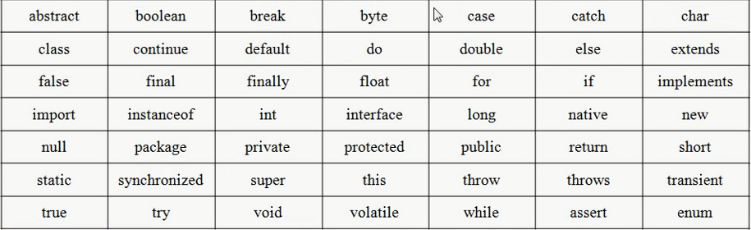 abstract boolean break byte case catch char
class continue default do double else extends
false final finally float for if implements
import instanceof int interface long native new
null package private protected public return short
static synchronized super this throw throws transient
true try void volatile while assert enum